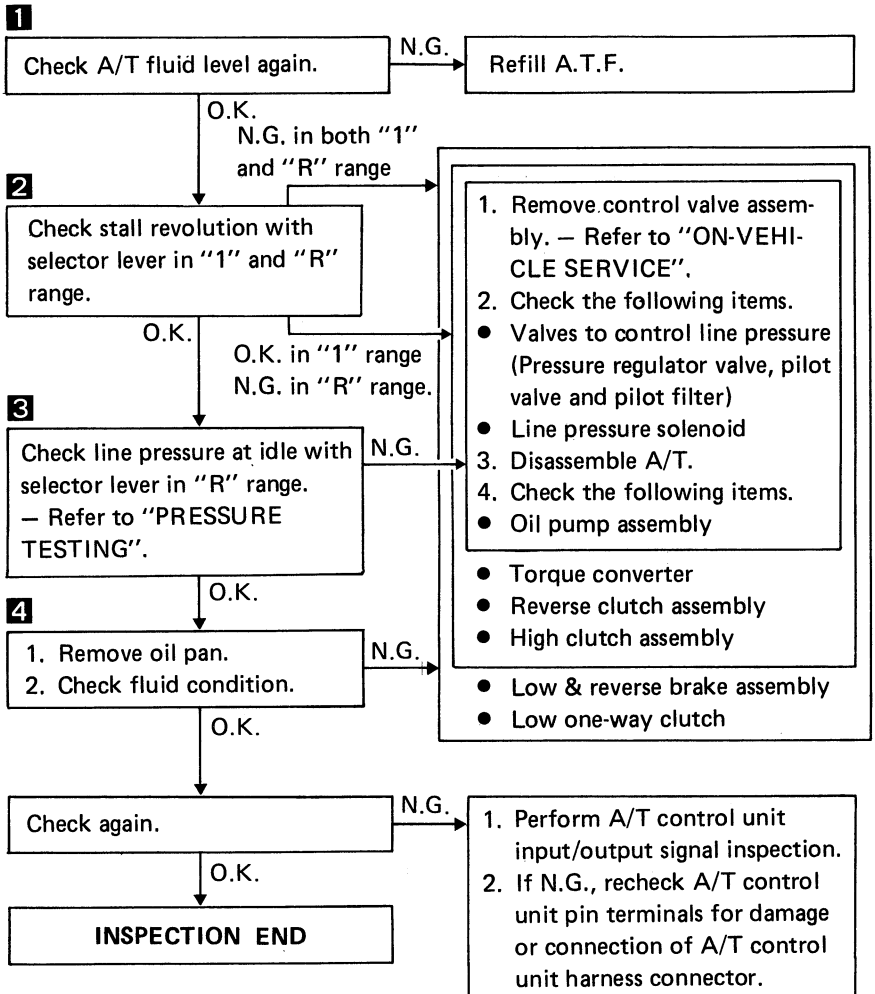 1
Check A/T fluid level again.
N.G.
Refill A.T.F.
O.K.
N.G. in both "1"
and "R" range
2
Check stall revolution with
selector lever in "1" and "R"
range.
O.K.
O.K. in "1" range
N.G. in "R" range.
3
Check line pressure at idle with
selector lever in "R" range.
— Refer to "PRESSURE
TESTING".
N.G.
O.K.
4
1. Remove oil pan.
2. Check fluid condition.
N.G.
O.K.
1. Remove control valve assem-
bly. — Refer to "ON-VEHI-
CLE SERVICE".
2. Check the following items.
● Valves to control line pressure
(Pressure regulator valve, pilot
valve and pilot filter)
● Line pressure solenoid
3. Disassemble A/T.
4. Check the following items.
● Oil pump assembly
● Torque converter
● Reverse clutch assembly
● High clutch assembly
● Low & reverse brake assembly
● Low one-way clutch
Check again.
N.G.
O.K.
INSPECTION END
1. Perform A/T control unit
input/output signal inspection.
2. If N.G., recheck A/T control
unit pin terminals for damage
or connection of A/T control
unit harness connector.